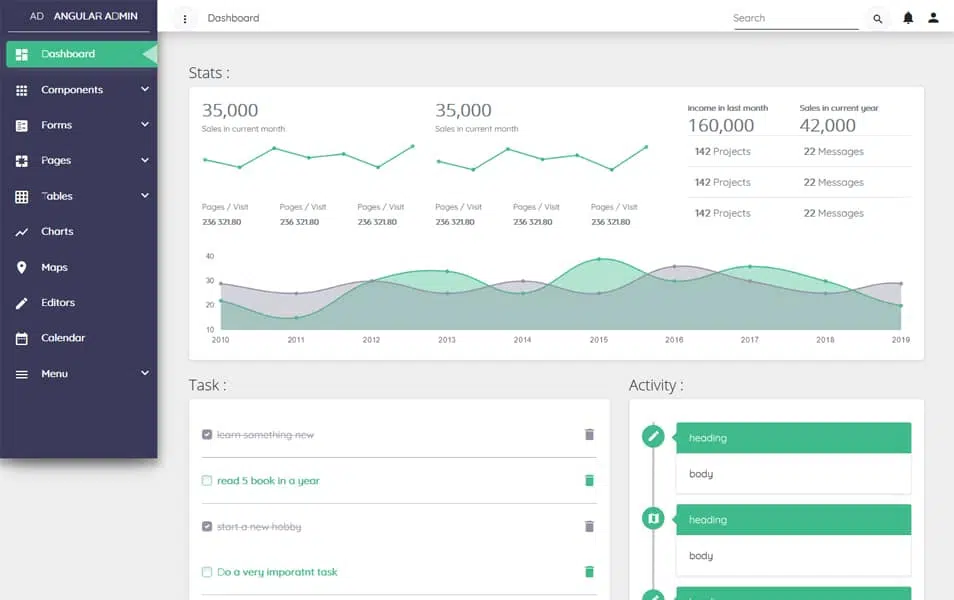 AD ANGULAR ADMIN
Dashboard
Components
Forms
Pages
Tables
Charts
Maps
Editors
Calendar
Menu
Dashboard
Search
Stats :
35,000
Sales in current month
35,000
Sales in current month
Income in last month
160,000
Sales in current year
42,000
142 Projects 22 Messages
142 Projects 22 Messages
142 Projects 22 Messages
Pages / Visit Pages / Visit Pages / Visit Pages / Visit Pages / Visit Pages / Visit
236 321.80 236 321.80 236 321.80 236 321.80 236 321.80 236 321.80
40
30
20
10
2010 2011 2012 2013 2014 2015 2016 2017 2018 2019
Task :
learn something new
read 5 book in a year
start a new hobby
Do a very imporatnt task
Activity :
heading
body
heading
body